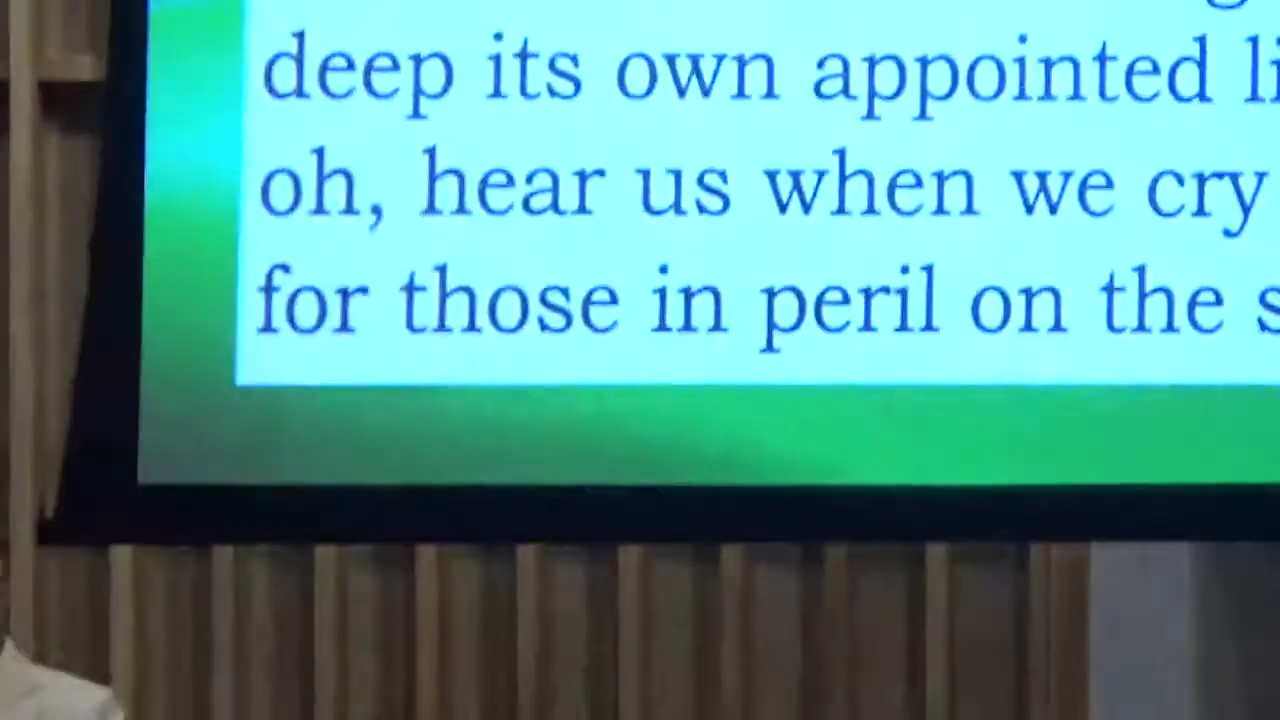 deep its own appointed
oh, hear us when we cry
for those in peril on the